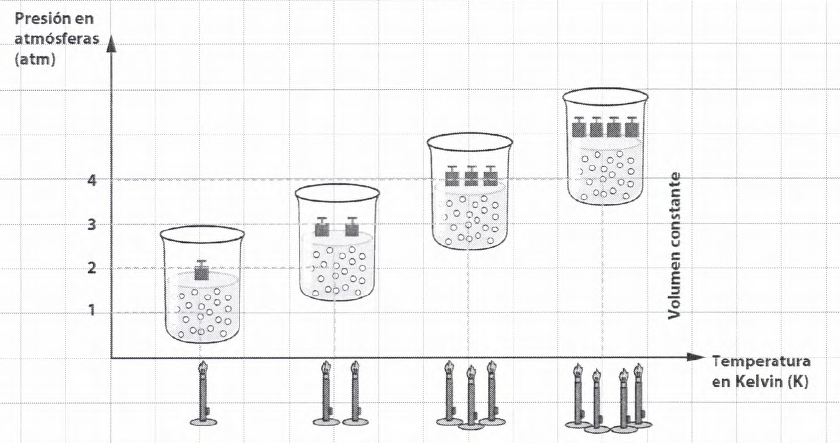 Presión en
atmósferas
(atm)
4
3
2
1
Volumen constante
Temperatura
en Kelvin (K)